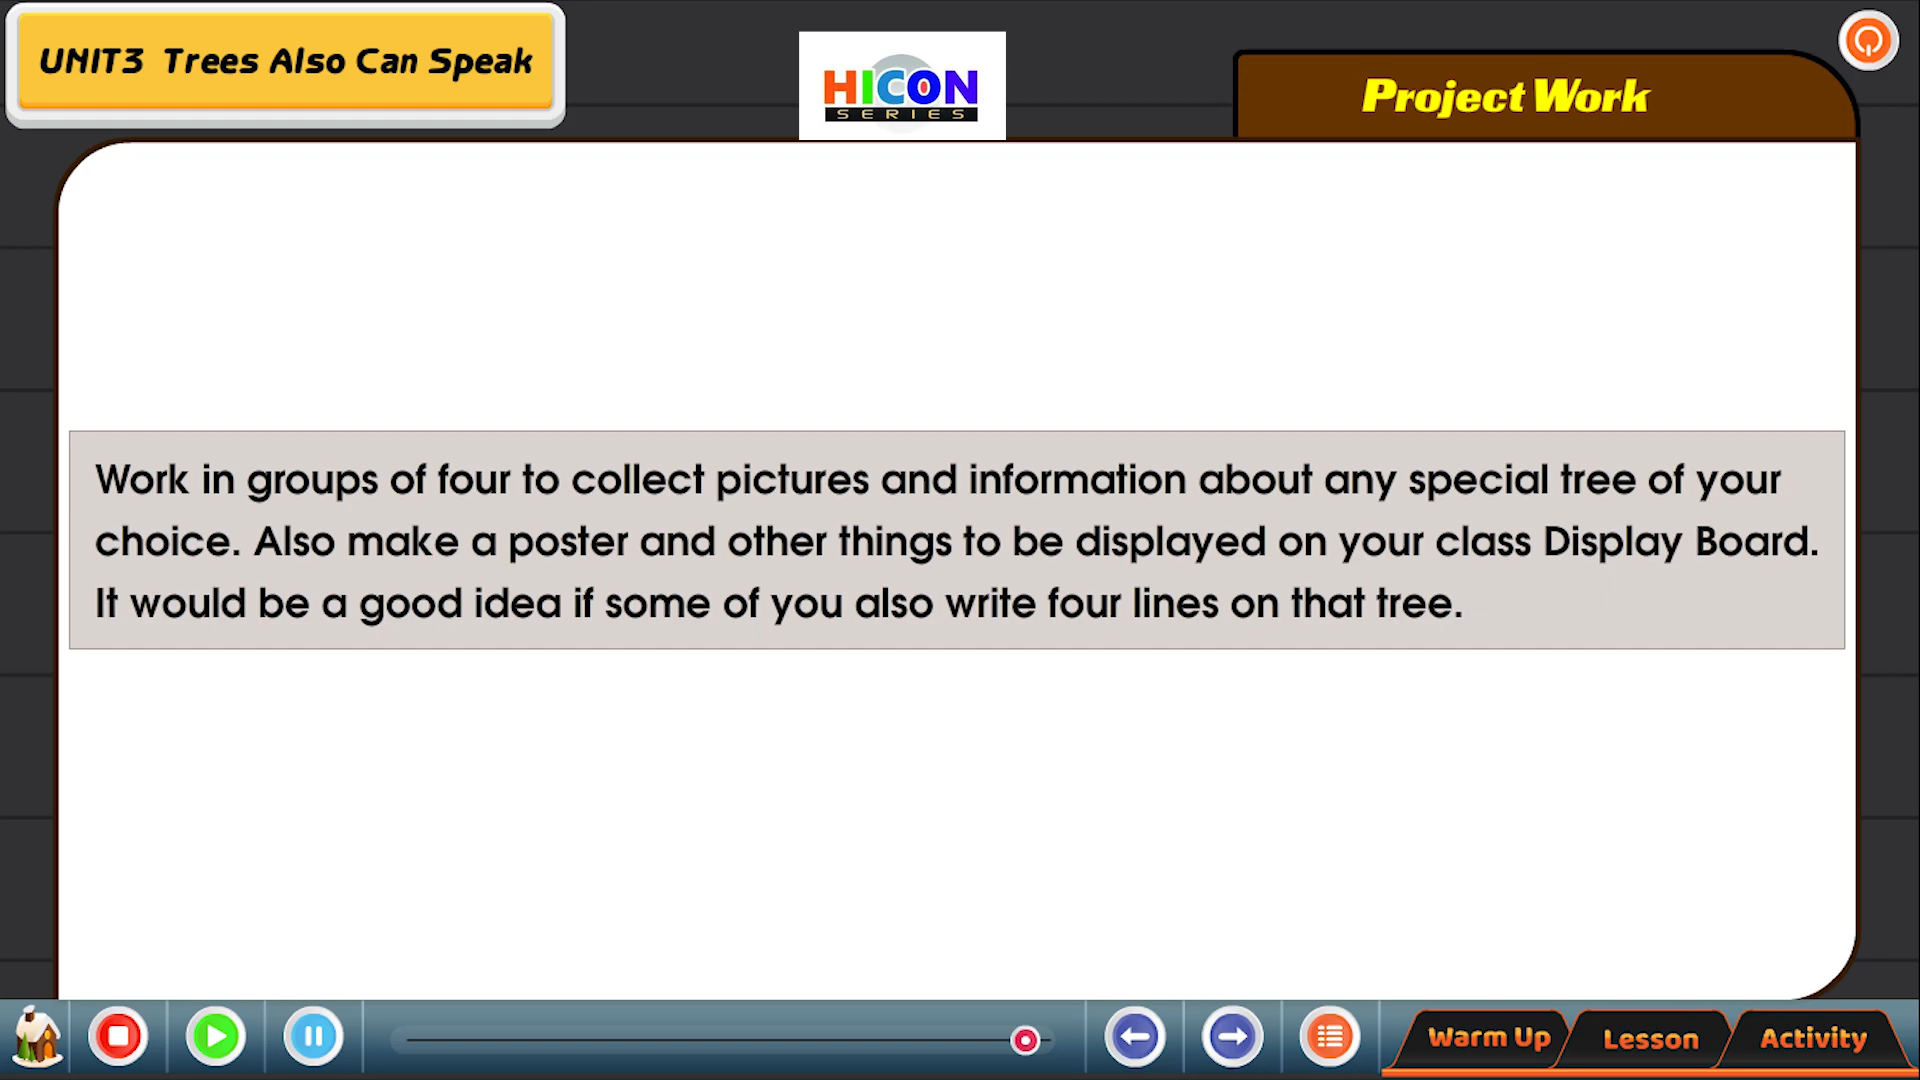 UNIT3 Trees Also Can Speak
HICON
SERIES
Project Work
Work in groups of four to collect pictures and information about any special tree of your
choice. Also make a poster and other things to be displayed on your class Display Board.
It would be a good idea if some of you also write four lines on that tree.
Warm Up
Lesson
Activity